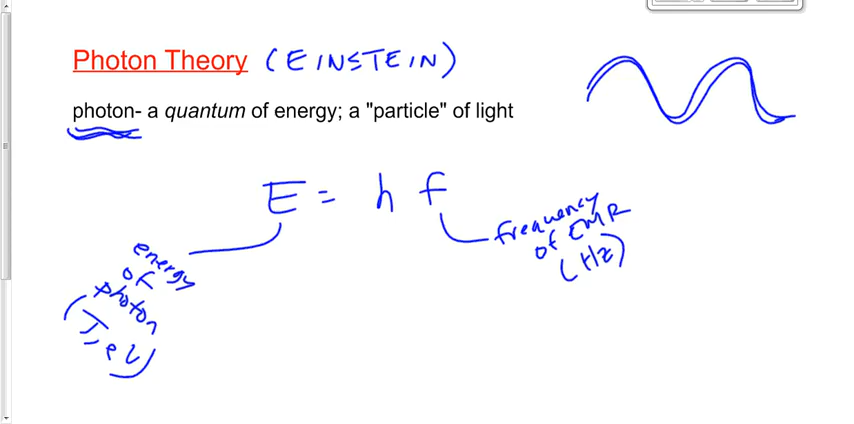 Photon Theory (EINSTEIN)
photon- a quantum of energy; a "particle" of light
E = h f
frequency
of EMR
(Hz)
energy
of
photon
(J, eV)